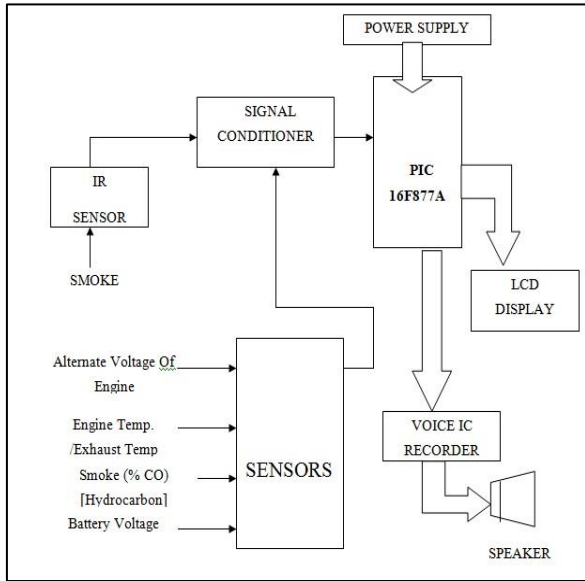 POWER SUPPLY
SIGNAL
CONDITIONER
PIC
16F877A
IR
SENSOR
SMOKE
LCD
DISPLAY
Alternate Voltage Of
Engine
Engine Temp.
/Exhaust Temp
Smoke (% CO)
[Hydrocarbon]
Battery Voltage
SENSORS
VOICE IC
RECORDER
SPEAKER